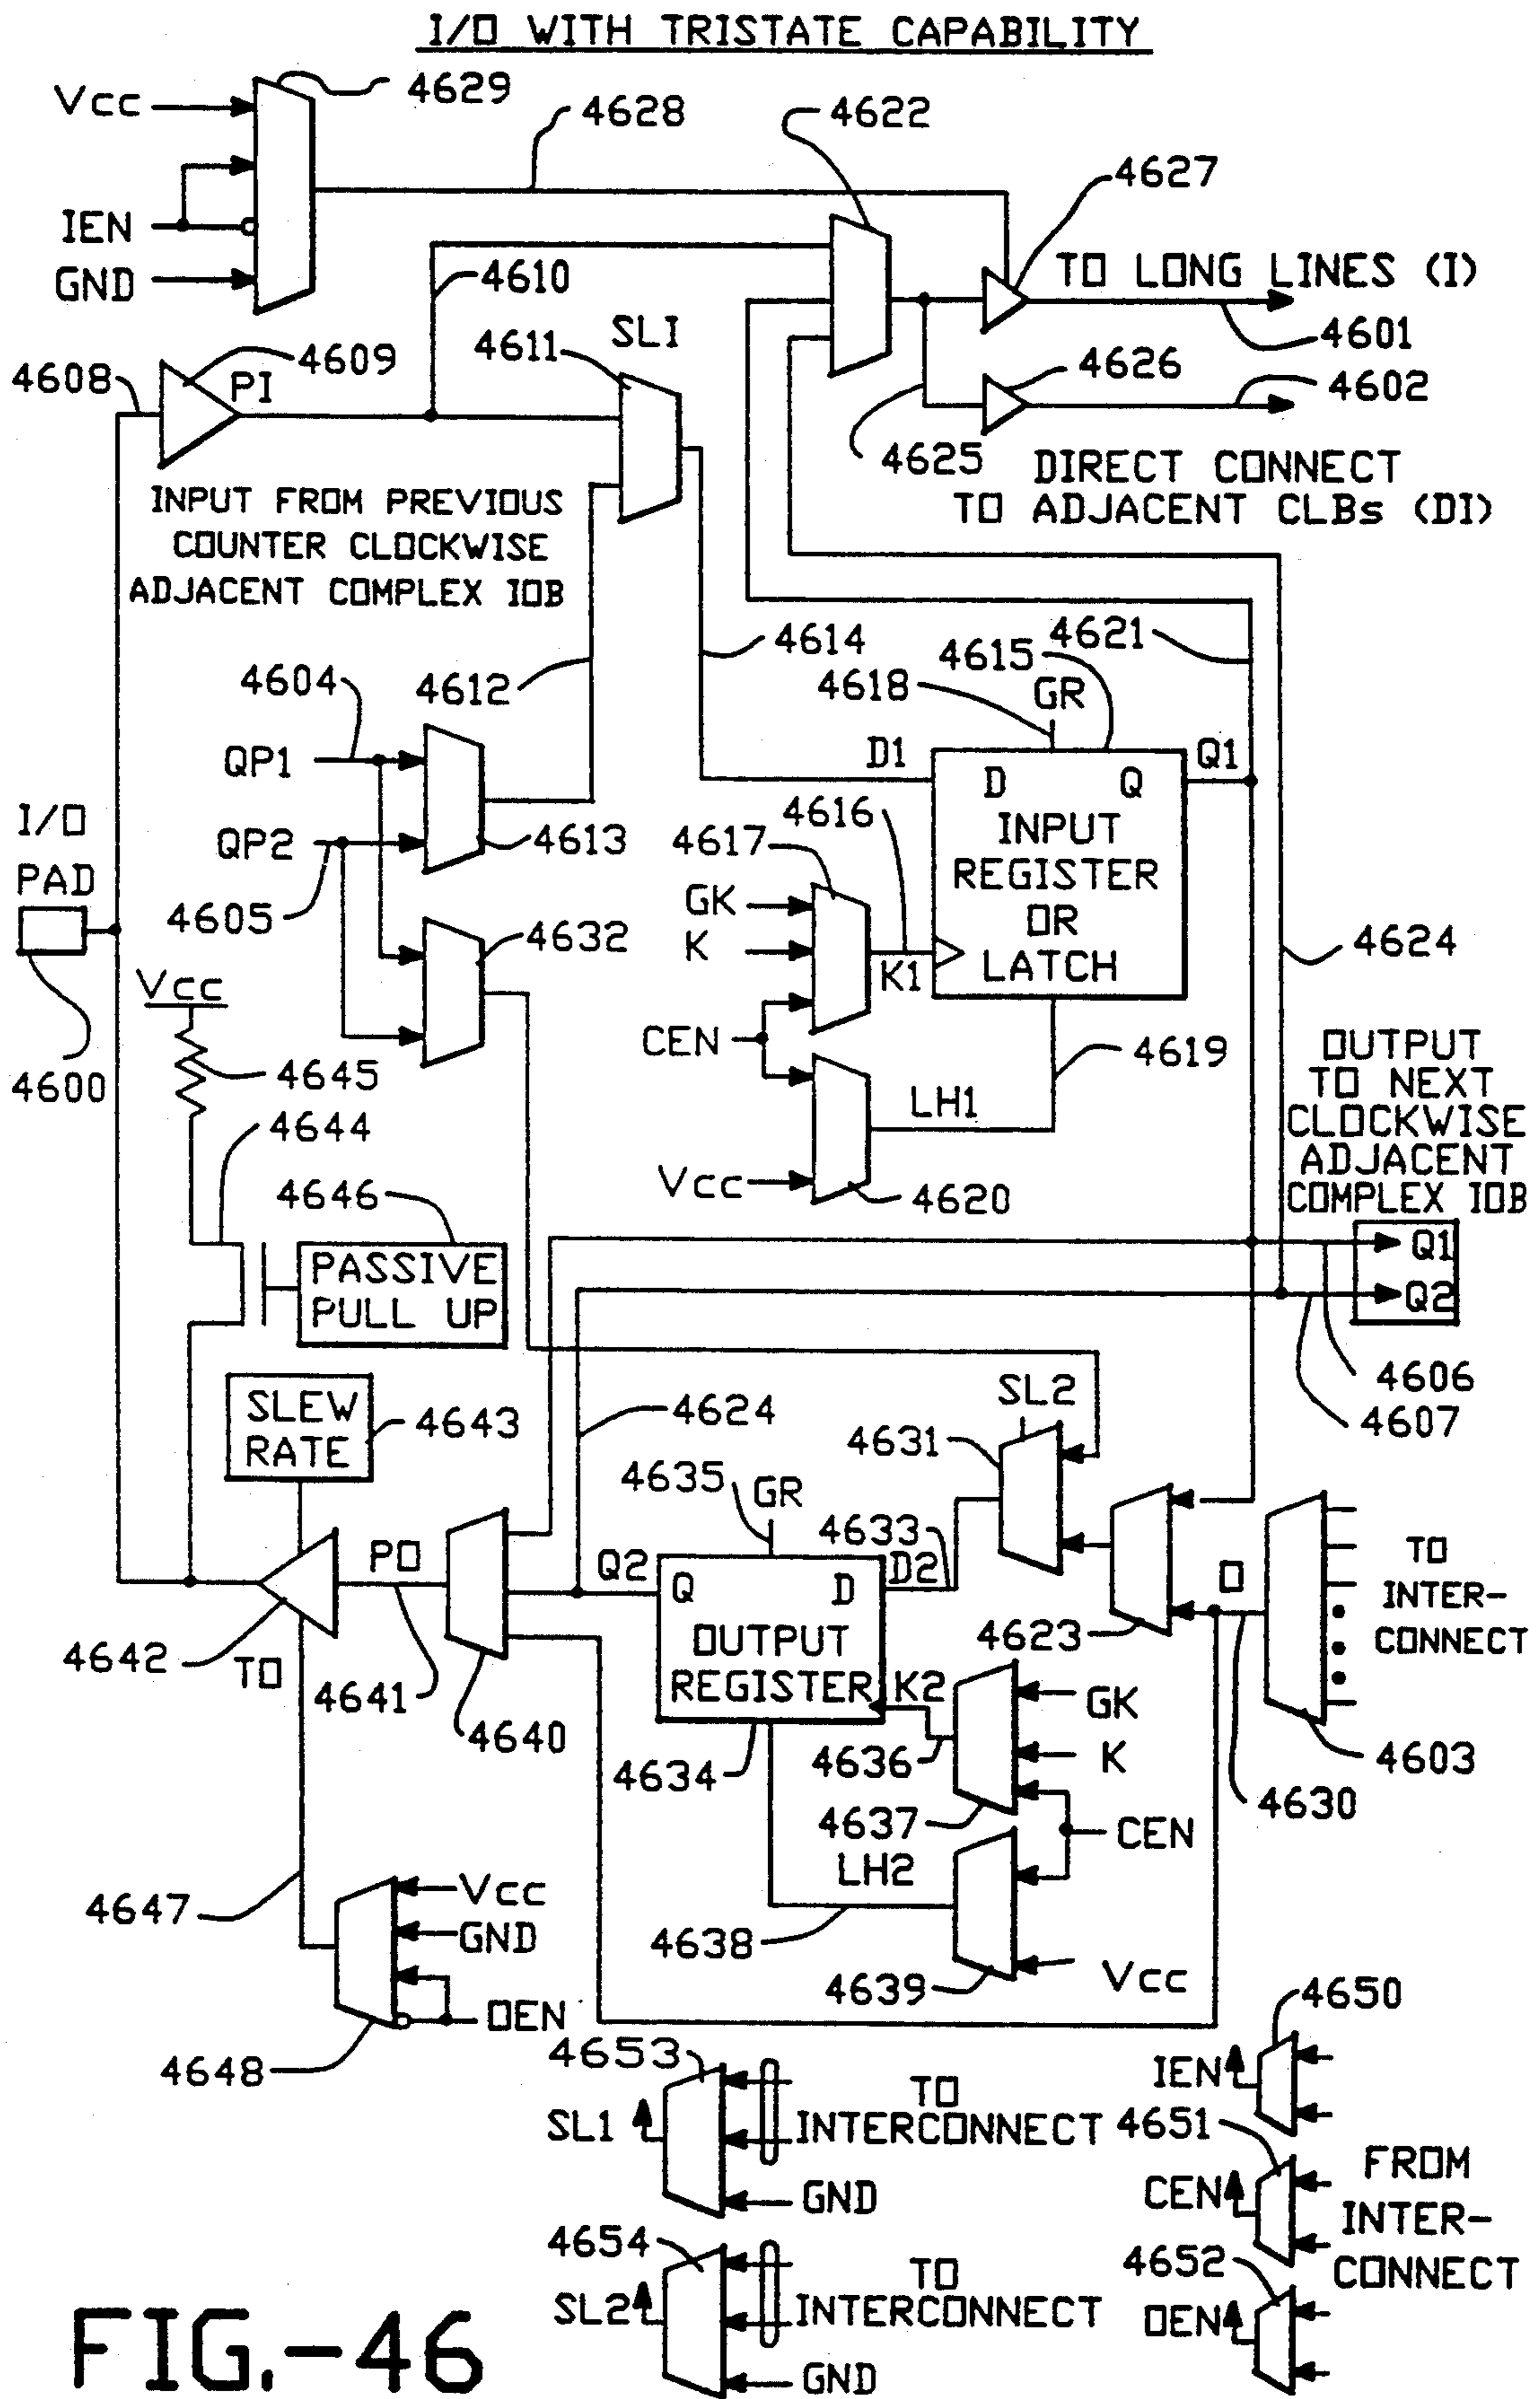 I/O WITH TRISTATE CAPABILITY
Vcc
4629
4628
4622
4627
IEN
GND
4610
TO LONG LINES (I)
4601
SL1
4611
4609
4608
PI
4626
4602
4625
DIRECT CONNECT
TO ADJACENT CLBs (DI)
INPUT FROM PREVIOUS
COUNTER CLOCKWISE
ADJACENT COMPLEX IOB
4604
4612
4614
4621
4615
4618
GR
QP1
D1
Q1
D
Q
INPUT
REGISTER
OR
LATCH
I/O
PAD
QP2
4613
4616
4617
4605
4632
GK
K
K1
4624
Vcc
CEN
4619
4600
4645
LH1
OUTPUT
TO NEXT
CLOCKWISE
ADJACENT
COMPLEX IOB
4644
4646
Vcc
4620
PASSIVE
PULL UP
Q1
Q2
4606
4607
SLEW
RATE
4643
4624
SL2
4631
4635
GR
4633
PO
Q2
D2
Q
D
OUTPUT
REGISTER
O
TO
INTER-
CONNECT
4642
TO
4641
4640
4623
K2
GK
K
4634
4636
4603
4630
4637
CEN
LH2
4647
Vcc
GND
OEN
4638
4639
Vcc
4648
4653
4650
SL1
TO
INTERCONNECT
GND
IEN
4651
CEN
FROM
INTER-
CONNECT
4654
4652
SL2
TO
INTERCONNECT
GND
OEN
FIG.-46